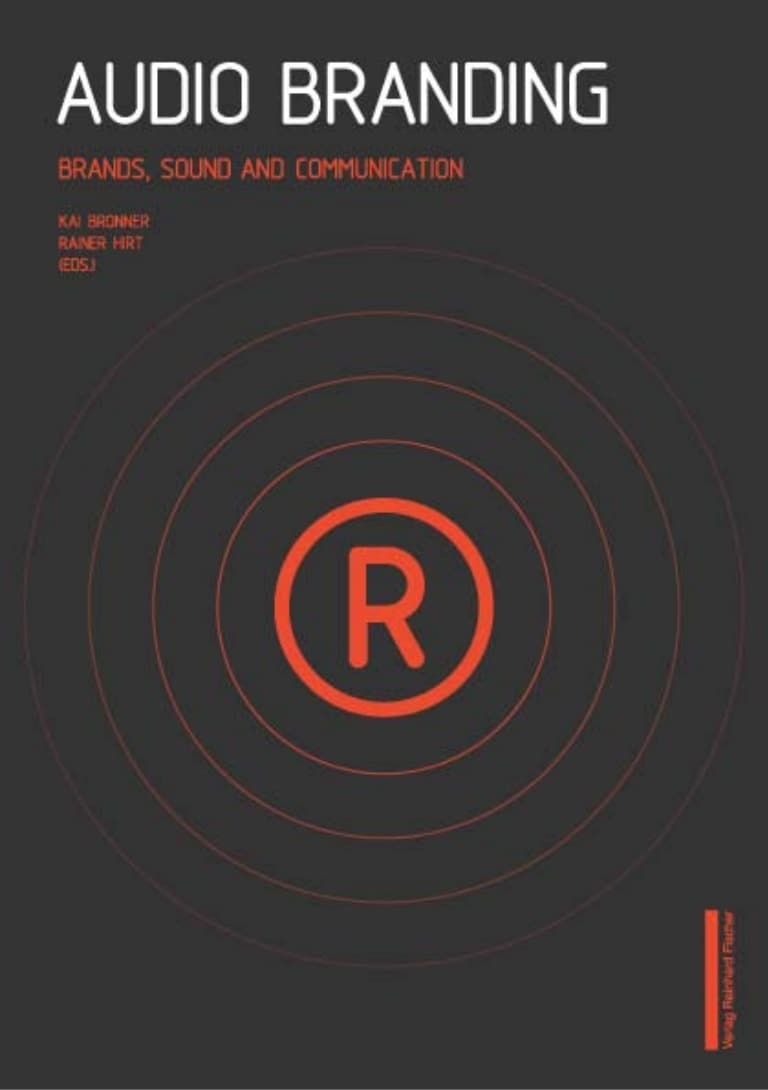 AUDIO BRANDING
BRANDS, SOUND AND COMMUNICATION
KAI BRONNER
RAINER HIRT
(EDS.)
R
Verlag Reinhard Fischer